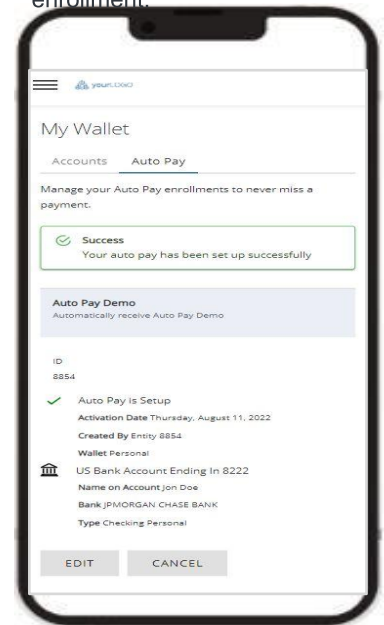 enrollment.
yourLOGO
My Wallet
Accounts Auto Pay
Manage your Auto Pay enrollments to never miss a
payment.
Success
Your auto pay has been set up successfully
Auto Pay Demo
Automatically receive Auto Pay Demo
ID
8854
Auto Pay is Setup
Activation Date Thursday, August 11, 2022
Created By Entity 8854
Wallet Personal
US Bank Account Ending In 8222
Name on Account Jon Doe
Bank JPMORGAN CHASE BANK
Type Checking Personal
EDIT CANCEL